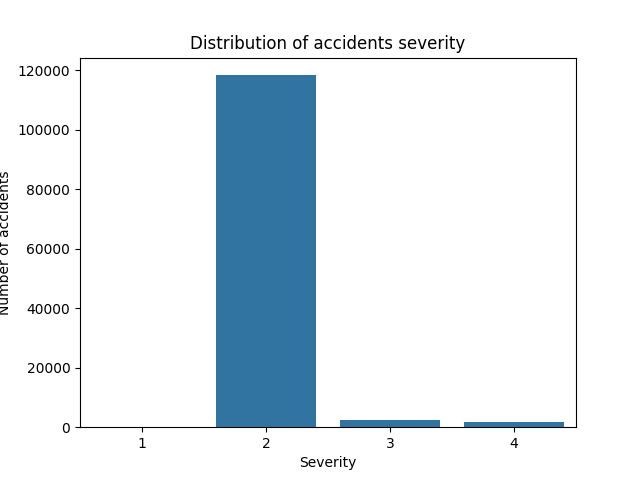 Distribution of accidents severity
120000
100000
80000
60000
40000
20000
0
Number of accidents
1 2 3 4
Severity